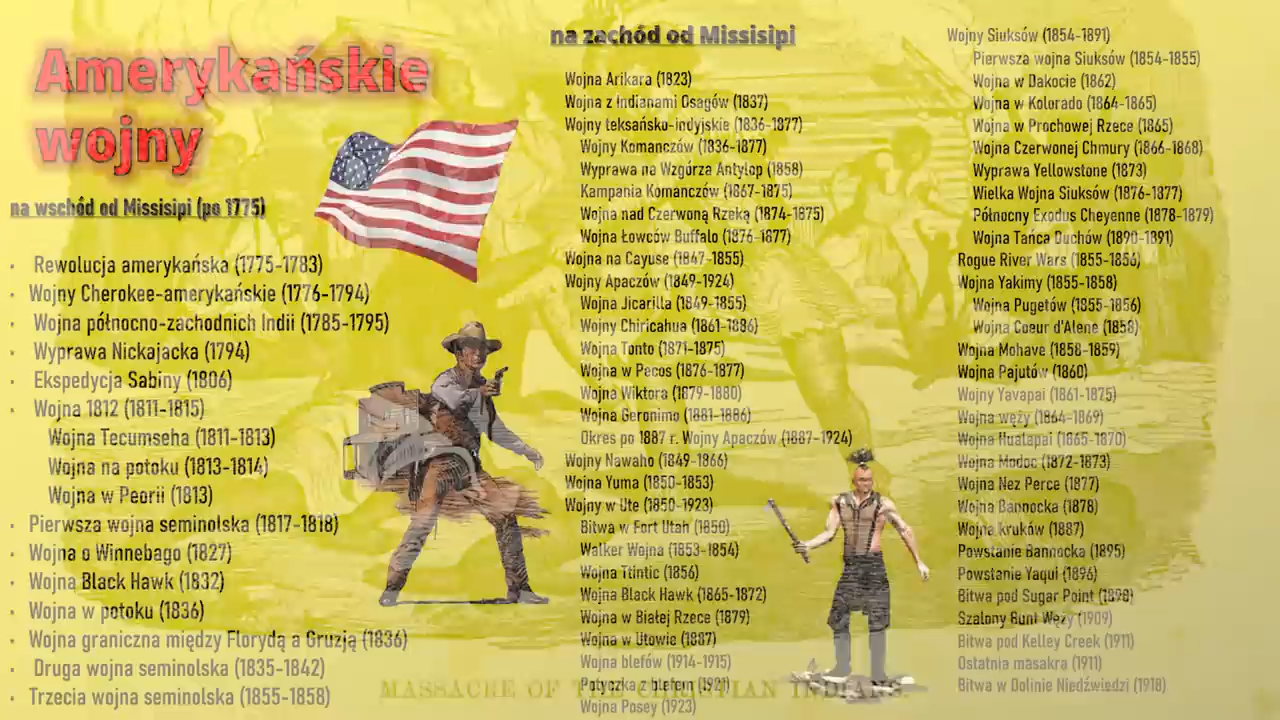 Amerykańskie
wojny
na wschód od Missisipi (po 1775)
· Rewolucja amerykańska (1775-1783)
· Wojny Cherokee-amerykańskie (1776-1794)
· Wojna północno-zachodnich Indii (1785-1795)
· Wyprawa Nickajacka (1794)
· Ekspedycja Sabiny (1806)
· Wojna 1812 (1811-1815)
Wojna Tecumseha (1811-1813)
Wojna na potoku (1813-1814)
Wojna w Peorii (1813)
· Pierwsza wojna seminolska (1817-1818)
· Wojna o Winnebago (1827)
· Wojna Black Hawk (1832)
· Wojna w potoku (1836)
· Wojna graniczna między Florydą a Gruzją (1836)
· Druga wojna seminolska (1835-1842)
· Trzecia wojna seminolska (1855-1858)
na zachód od Missisipi
Wojna Arikara (1823)
Wojna z Indianami Osagów (1837)
Wojny teksańsko-indyjskie (1836-1877)
Wojny Komanczów (1836-1877)
Wyprawa na Wzgórza Antylop (1858)
Kampania Komanczów (1867-1875)
Wojna nad Czerwoną Rzeką (1874-1875)
Wojna Łowców Buffalo (1876-1877)
Wojna na Cayuse (1847-1855)
Wojny Apaczów (1849-1924)
Wojna Jicarilla (1849-1855)
Wojny Chiricahua (1861-1886)
Wojna Tonto (1871-1875)
Wojna w Pecos (1876-1877)
Wojna Wiktora (1879-1880)
Wojna Geronimo (1881-1886)
Okres po 1887 r. Wojny Apaczów (1887-1924)
Wojny Nawaho (1849-1866)
Wojna Yuma (1850-1853)
Wojny w Ute (1850-1923)
Bitwa w Fort Utah (1850)
Walker Wojna (1853-1854)
Wojna Ttintic (1856)
Wojna Black Hawk (1865-1872)
Wojna w Białej Rzece (1879)
Wojna w Utowie (1887)
Wojna blefów (1914-1915)
Potyczka z blefem (1921)
Wojna Posey (1923)
Wojny Siuksów (1854-1891)
Pierwsza wojna Siuksów (1854-1855)
Wojna w Dakocie (1862)
Wojna w Kolorado (1864-1865)
Wojna w Prochowej Rzece (1865)
Wojna Czerwonej Chmury (1866-1868)
Wyprawa Yellowstone (1873)
Wielka Wojna Siuksów (1876-1877)
Północny Exodus Cheyenne (1878-1879)
Wojna Tańca Duchów (1890-1891)
Rogue River Wars (1855-1856)
Wojna Yakimy (1855-1858)
Wojna Pugetów (1855-1856)
Wojna Coeur d'Alene (1858)
Wojna Mohave (1858-1859)
Wojna Pajutów (1860)
Wojny Yavapai (1861-1875)
Wojna węży (1864-1869)
Wojna Hualapai (1865-1870)
Wojna Modoc (1872-1873)
Wojna Nez Perce (1877)
Wojna Bannocka (1878)
Wojna kruków (1887)
Powstanie Bannocka (1895)
Powstanie Yaqui (1896)
Bitwa pod Sugar Point (1898)
Szalony Bunt Węży (1909)
Bitwa pod Kelley Creek (1911)
Ostatnia masakra (1911)
Bitwa w Dolinie Niedźwiedzi (1918)
MASSACRE OF THE CHRISTIAN INDIANS.